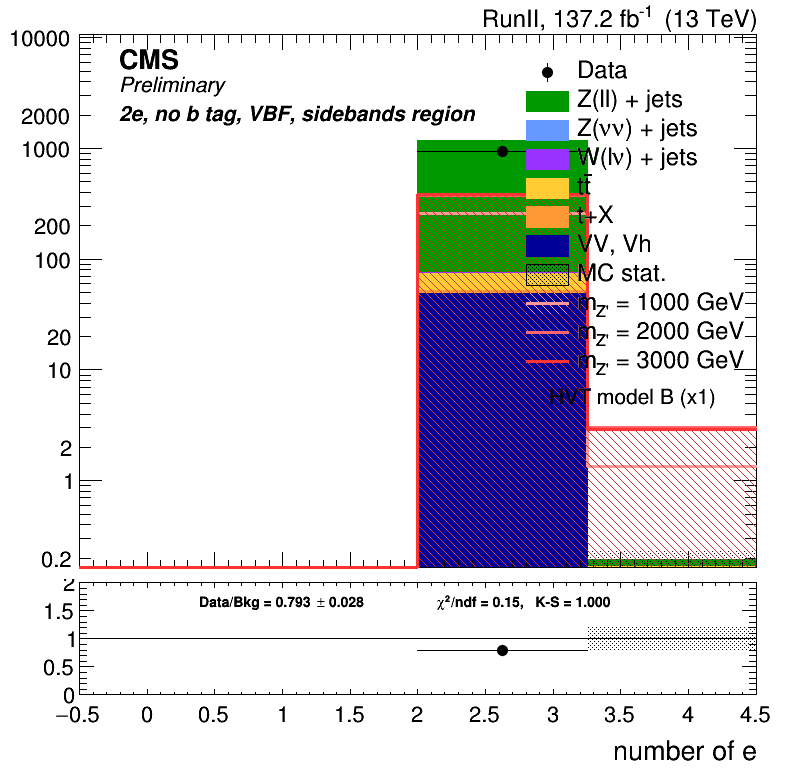 RunII, 137.2 fb⁻¹ (13 TeV)
10000
CMS
Preliminary
2e, no b tag, VBF, sidebands region
Data
Z(ll) + jets
Z(νν) + jets
W(lν) + jets
tt̄
t+X
VV, Vh
MC stat.
m_Z' = 1000 GeV
m_Z' = 2000 GeV
m_Z' = 3000 GeV
HVT model B (x1)
2000
1000
200
100
20
10
2
1
0.2
2
1.5
1
0.5
0
Data/Bkg = 0.793 ± 0.028
χ²/ndf = 0.15, K-S = 1.000
−0.5 0 0.5 1 1.5 2 2.5 3 3.5 4 4.5
number of e